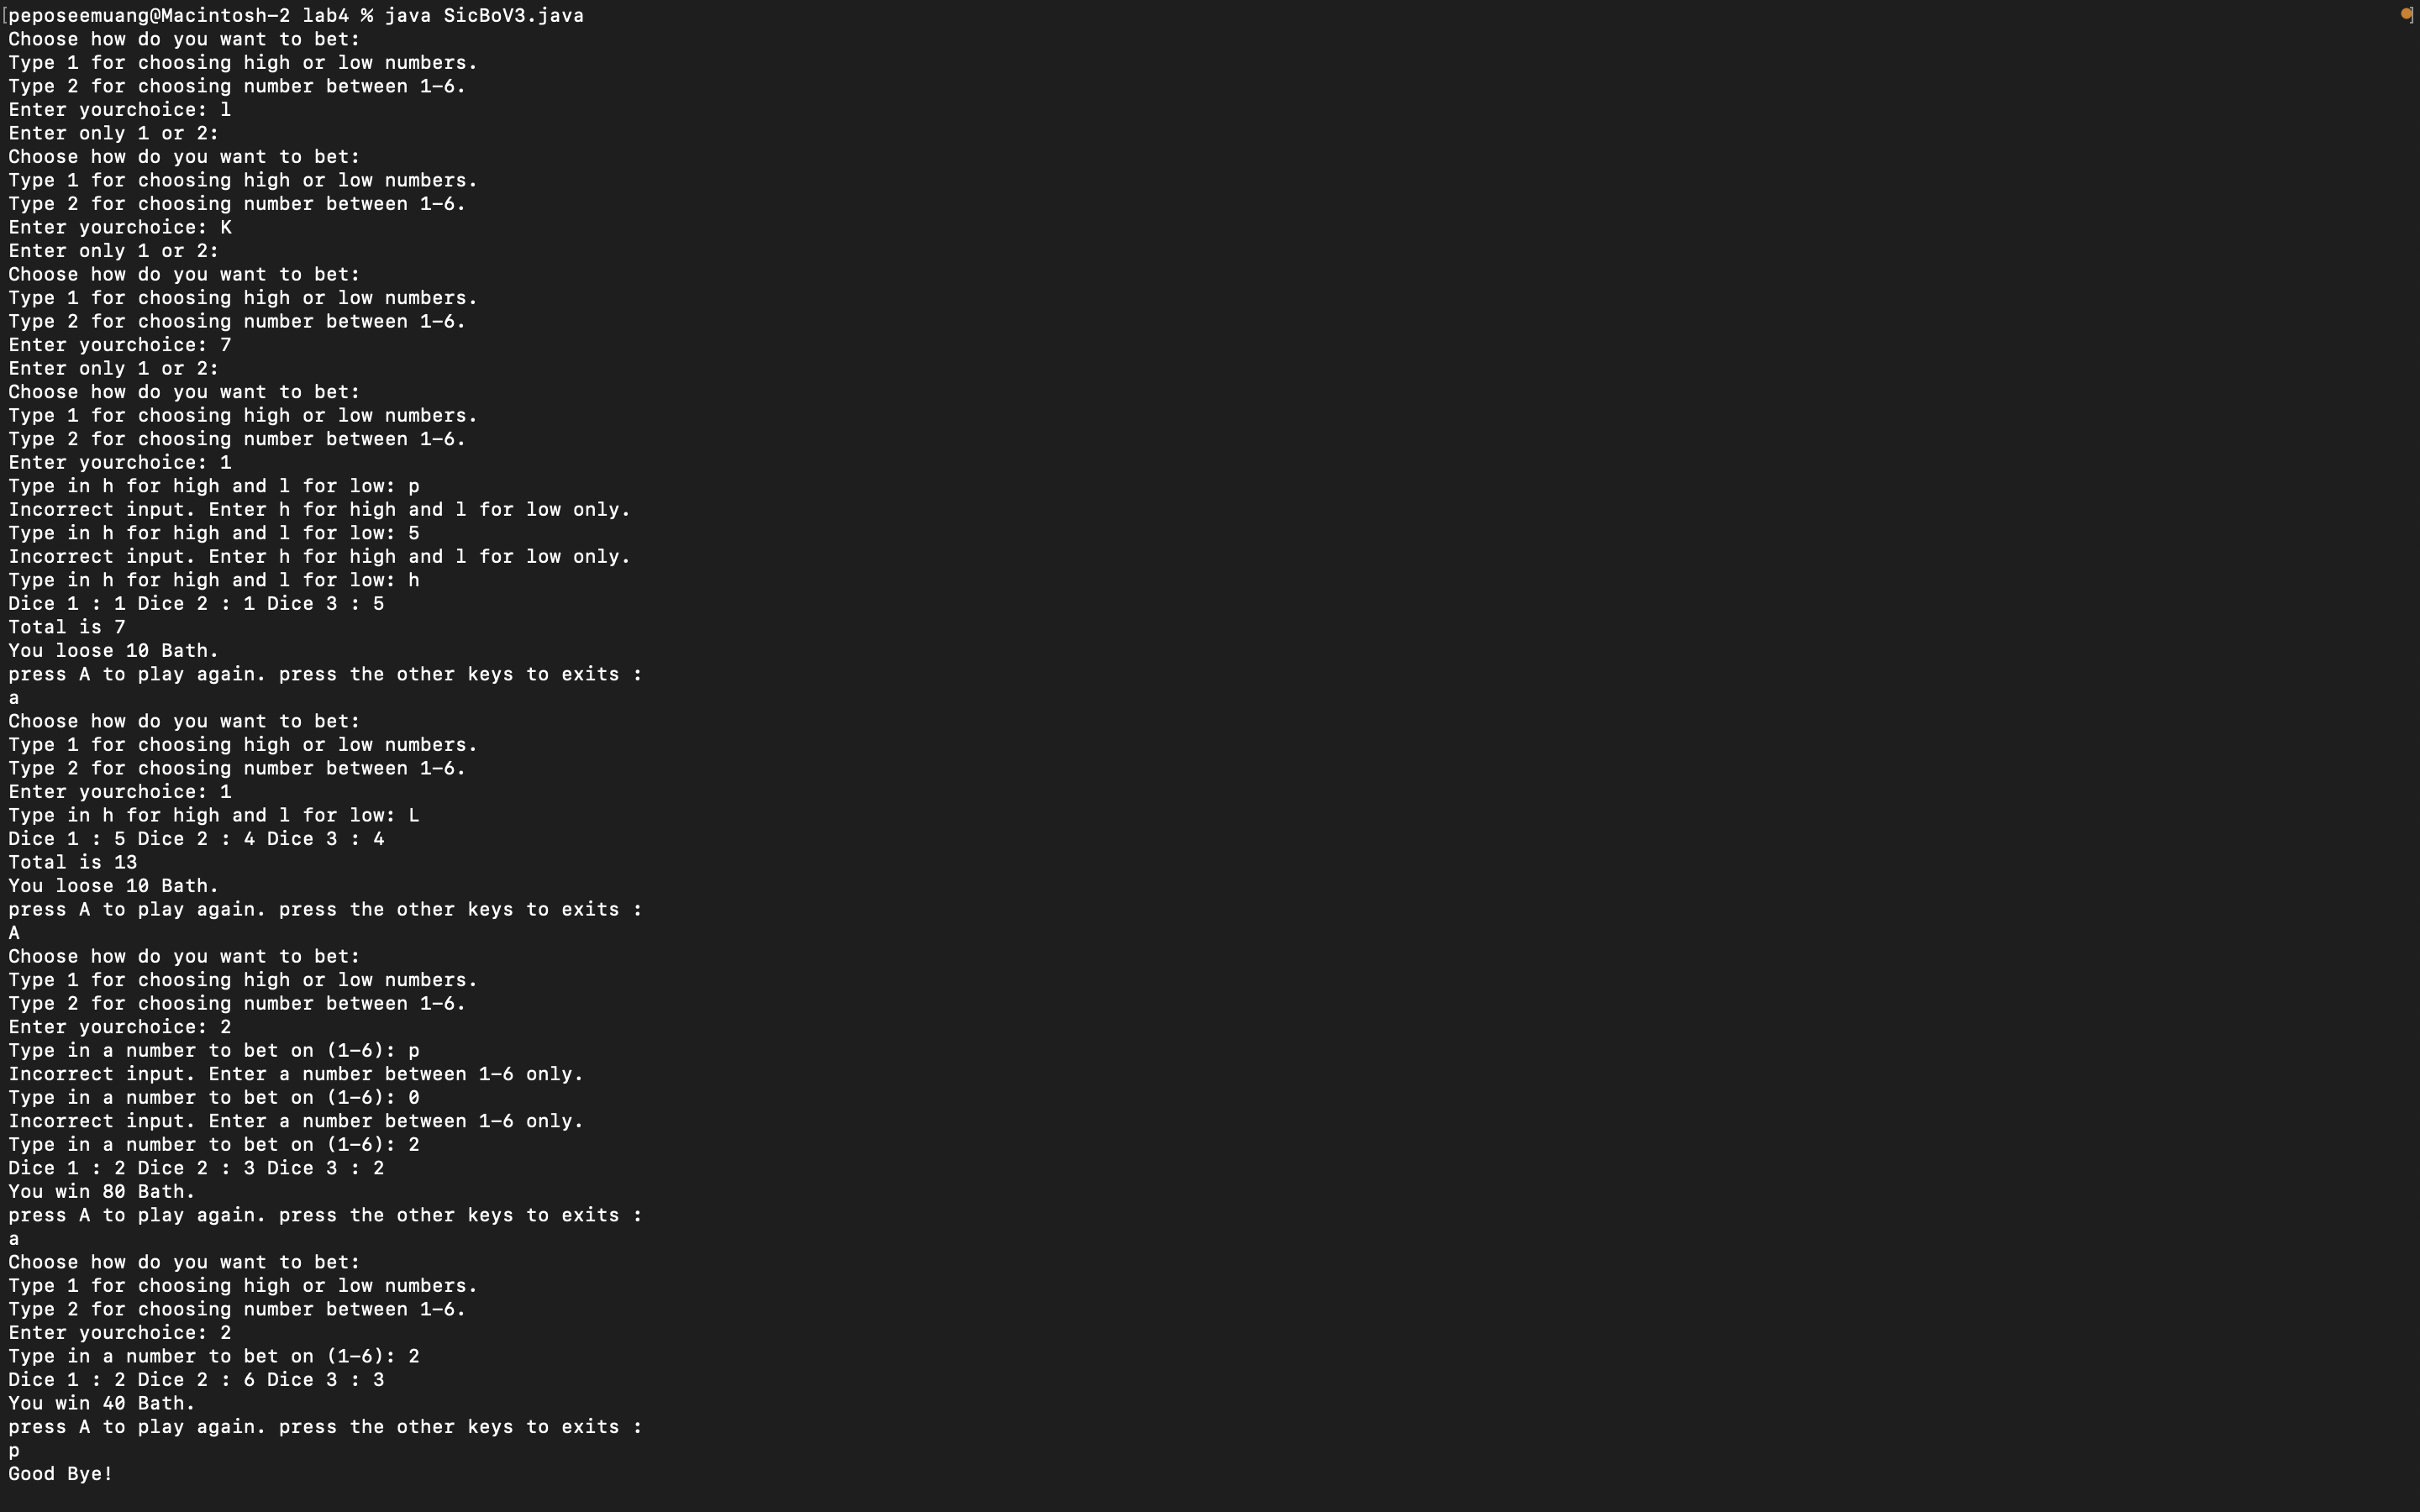 [peposeemuang@Macintosh-2 lab4 % java SicBoV3.java ]
Choose how do you want to bet:
Type 1 for choosing high or low numbers.
Type 2 for choosing number between 1-6.
Enter yourchoice: l
Enter only 1 or 2:
Choose how do you want to bet:
Type 1 for choosing high or low numbers.
Type 2 for choosing number between 1-6.
Enter yourchoice: K
Enter only 1 or 2:
Choose how do you want to bet:
Type 1 for choosing high or low numbers.
Type 2 for choosing number between 1-6.
Enter yourchoice: 7
Enter only 1 or 2:
Choose how do you want to bet:
Type 1 for choosing high or low numbers.
Type 2 for choosing number between 1-6.
Enter yourchoice: 1
Type in h for high and l for low: p
Incorrect input. Enter h for high and l for low only.
Type in h for high and l for low: 5
Incorrect input. Enter h for high and l for low only.
Type in h for high and l for low: h
Dice 1 : 1 Dice 2 : 1 Dice 3 : 5
Total is 7
You loose 10 Bath.
press A to play again. press the other keys to exits :
a
Choose how do you want to bet:
Type 1 for choosing high or low numbers.
Type 2 for choosing number between 1-6.
Enter yourchoice: 1
Type in h for high and l for low: L
Dice 1 : 5 Dice 2 : 4 Dice 3 : 4
Total is 13
You loose 10 Bath.
press A to play again. press the other keys to exits :
A
Choose how do you want to bet:
Type 1 for choosing high or low numbers.
Type 2 for choosing number between 1-6.
Enter yourchoice: 2
Type in a number to bet on (1-6): p
Incorrect input. Enter a number between 1-6 only.
Type in a number to bet on (1-6): 0
Incorrect input. Enter a number between 1-6 only.
Type in a number to bet on (1-6): 2
Dice 1 : 2 Dice 2 : 3 Dice 3 : 2
You win 80 Bath.
press A to play again. press the other keys to exits :
a
Choose how do you want to bet:
Type 1 for choosing high or low numbers.
Type 2 for choosing number between 1-6.
Enter yourchoice: 2
Type in a number to bet on (1-6): 2
Dice 1 : 2 Dice 2 : 6 Dice 3 : 3
You win 40 Bath.
press A to play again. press the other keys to exits :
p
Good Bye!